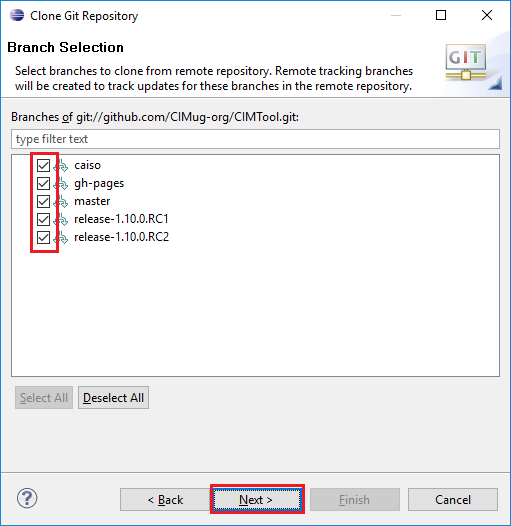 Clone Git Repository
Branch Selection
Select branches to clone from remote repository. Remote tracking branches
will be created to track updates for these branches in the remote repository.
GIT
Branches of git://github.com/CIMug-org/CIMTool.git:
type filter text
caiso
gh-pages
master
release-1.10.0.RC1
release-1.10.0.RC2
Select All
Deselect All
?
< Back
Next >
Finish
Cancel